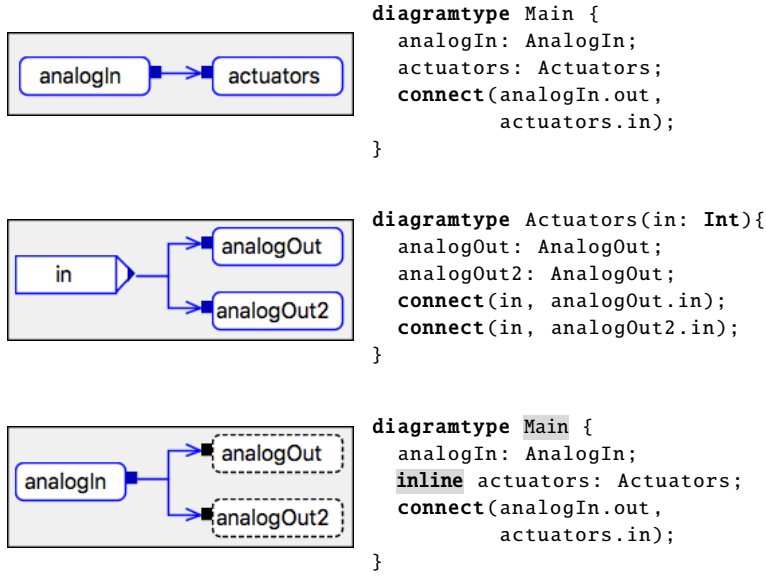 analogIn actuators
diagramtype Main {
analogIn: AnalogIn;
actuators: Actuators;
connect(analogIn.out,
actuators.in);
}
in
analogOut
analogOut2
diagramtype Actuators(in: Int){
analogOut: AnalogOut;
analogOut2: AnalogOut;
connect(in, analogOut.in);
connect(in, analogOut2.in);
}
analogIn
analogOut
analogOut2
diagramtype Main {
analogIn: AnalogIn;
inline actuators: Actuators;
connect(analogIn.out,
actuators.in);
}